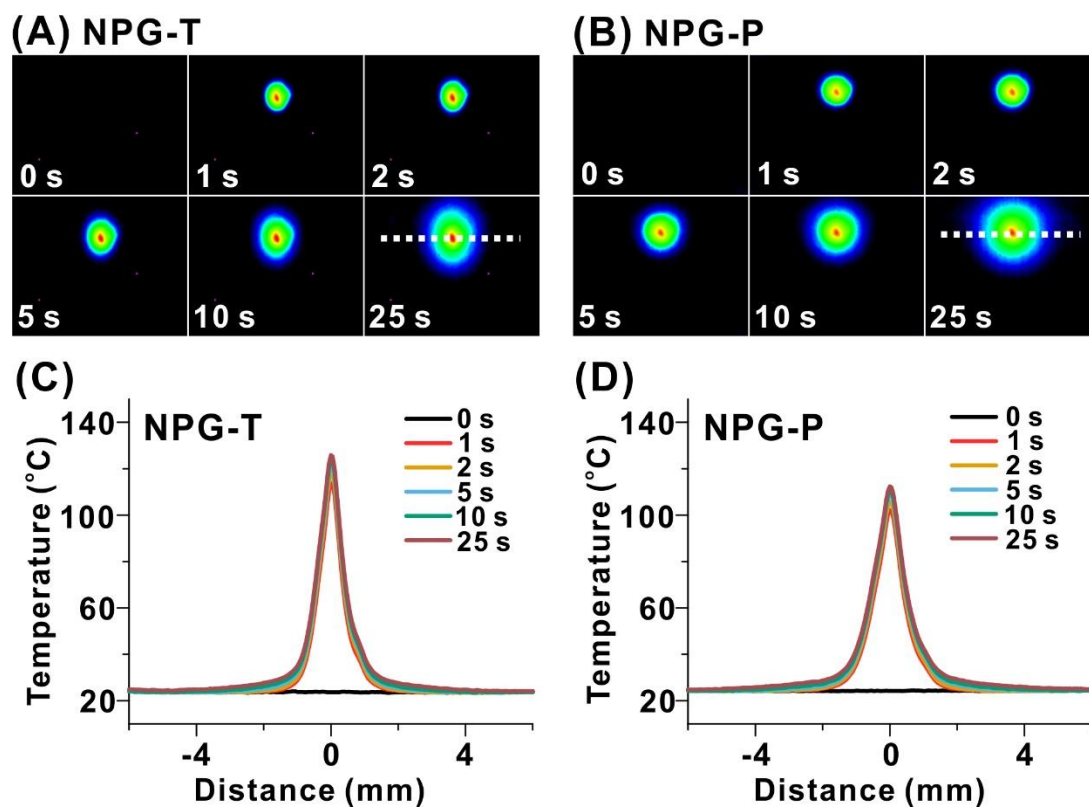 (A) NPG-T
0 s
1 s
2 s
5 s
10 s
25 s
(B) NPG-P
0 s
1 s
2 s
5 s
10 s
25 s
(C)
NPG-T
0 s
1 s
2 s
5 s
10 s
25 s
140
100
60
20
Temperature (°C)
-4
0
4
Distance (mm)
(D)
NPG-P
0 s
1 s
2 s
5 s
10 s
25 s
140
100
60
20
Temperature (°C)
-4
0
4
Distance (mm)